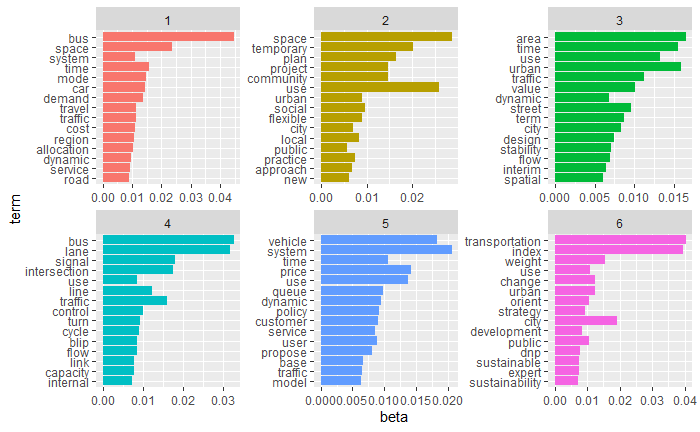 1
bus
space
system
time
mode
car
demand
travel
traffic
cost
region
allocation
dynamic
service
road
0.00 0.01 0.02 0.03 0.04
2
space
temporary
plan
project
community
use
urban
social
flexible
city
local
public
practice
approach
new
0.00 0.01 0.02
3
area
time
use
urban
traffic
value
dynamic
street
term
city
design
stability
flow
interim
spatial
0.000 0.005 0.010 0.015
term
4
bus
lane
signal
intersection
use
line
traffic
control
turn
cycle
blip
flow
link
capacity
internal
0.00 0.01 0.02 0.03
5
vehicle
system
time
price
use
queue
dynamic
policy
customer
service
user
propose
base
traffic
model
0.000 0.005 0.010 0.015 0.020
6
transportation
index
weight
use
change
urban
orient
strategy
city
development
public
dnp
sustainable
expert
sustainability
0.00 0.01 0.02 0.03 0.04
beta